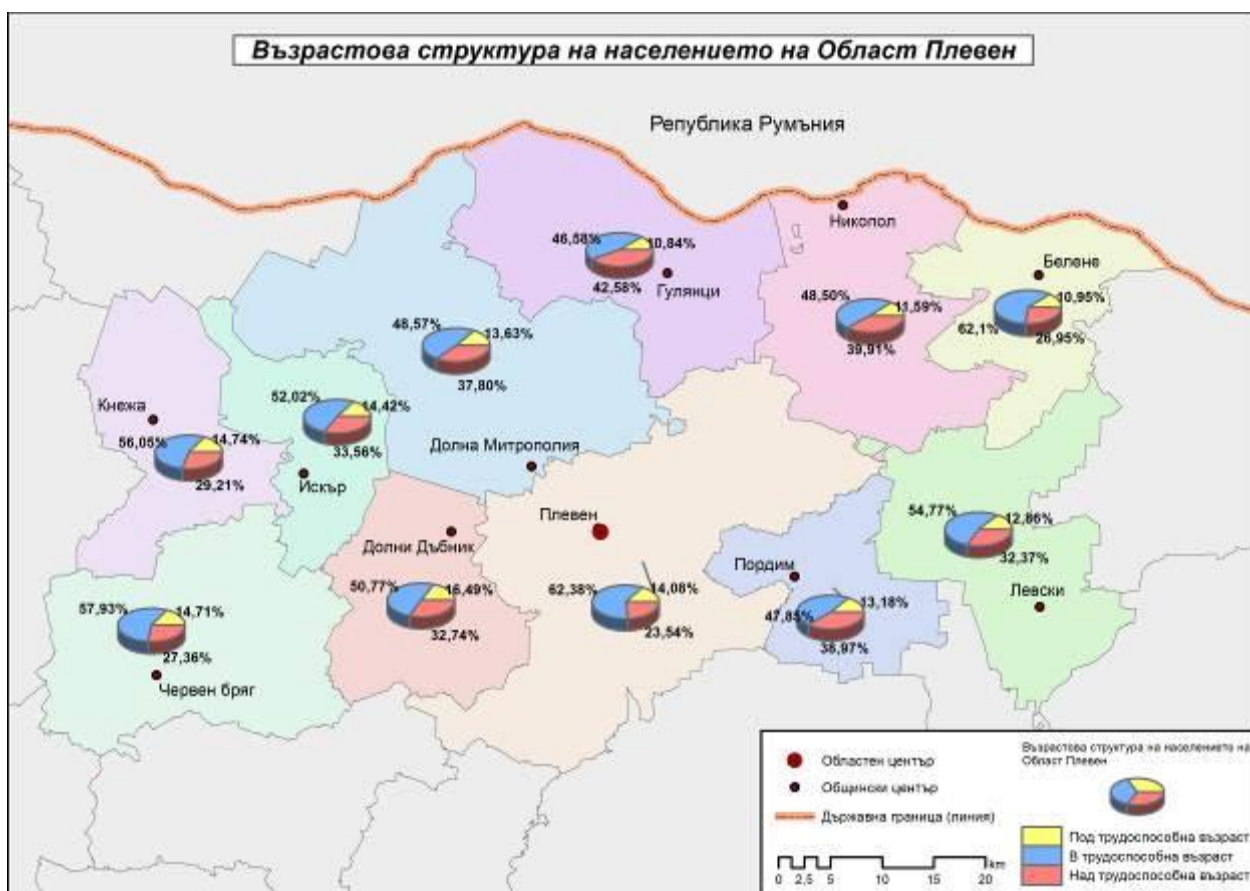 Възрастова структура на населението на Област Плевен
Република Румъния
Никопол
46,58%
10,84%
42,58%
Гулянци
Белене
48,50%
11,59%
39,91%
62,1%
10,95%
26,95%
48,57%
13,63%
37,80%
Кнежа
56,05%
14,74%
29,21%
52,02%
14,42%
33,56%
Искър
Долна Митрополия
Плевен
Долни Дъбник
54,77%
12,86%
32,37%
Левски
Пордим
47,85%
13,18%
38,97%
50,77%
16,49%
32,74%
62,38%
14,08%
23,54%
57,93%
14,71%
27,36%
Червен бряг
Областен център
Общински център
Държавна граница (линия)
0 2,5 5 10 15 20
km
Възрастова структура на населението на
Област Плевен
Под трудоспособна възраст
В трудоспособна възраст
Над трудоспособна възраст